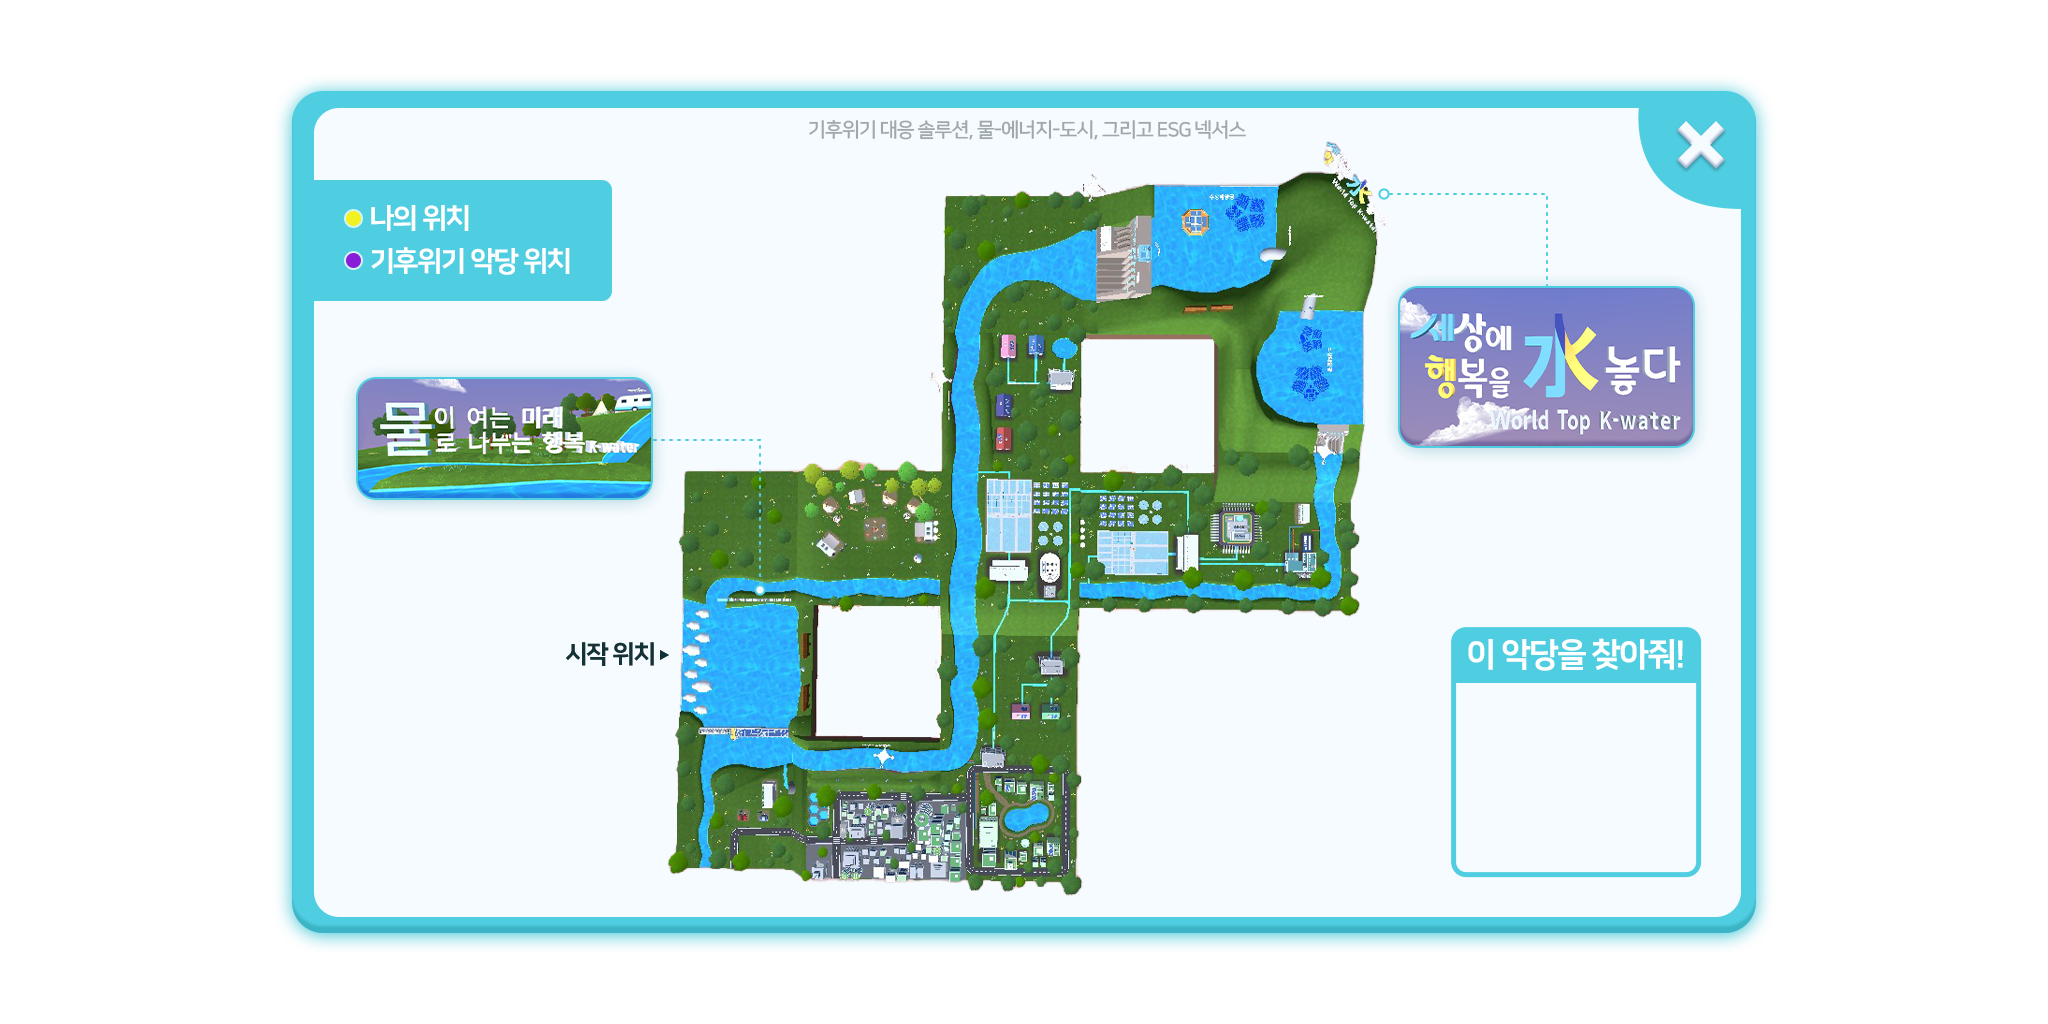 기후위기 대응 솔루션, 물-에너지-도시, 그리고 ESG 넥서스
나의 위치
기후위기 악당 위치
World Top K-water
세상에
행복을 水 놓다
World Top K-water
물이 여는 미래
로 나누는 행복 K-water
시작 위치
이 악당을 찾아줘!